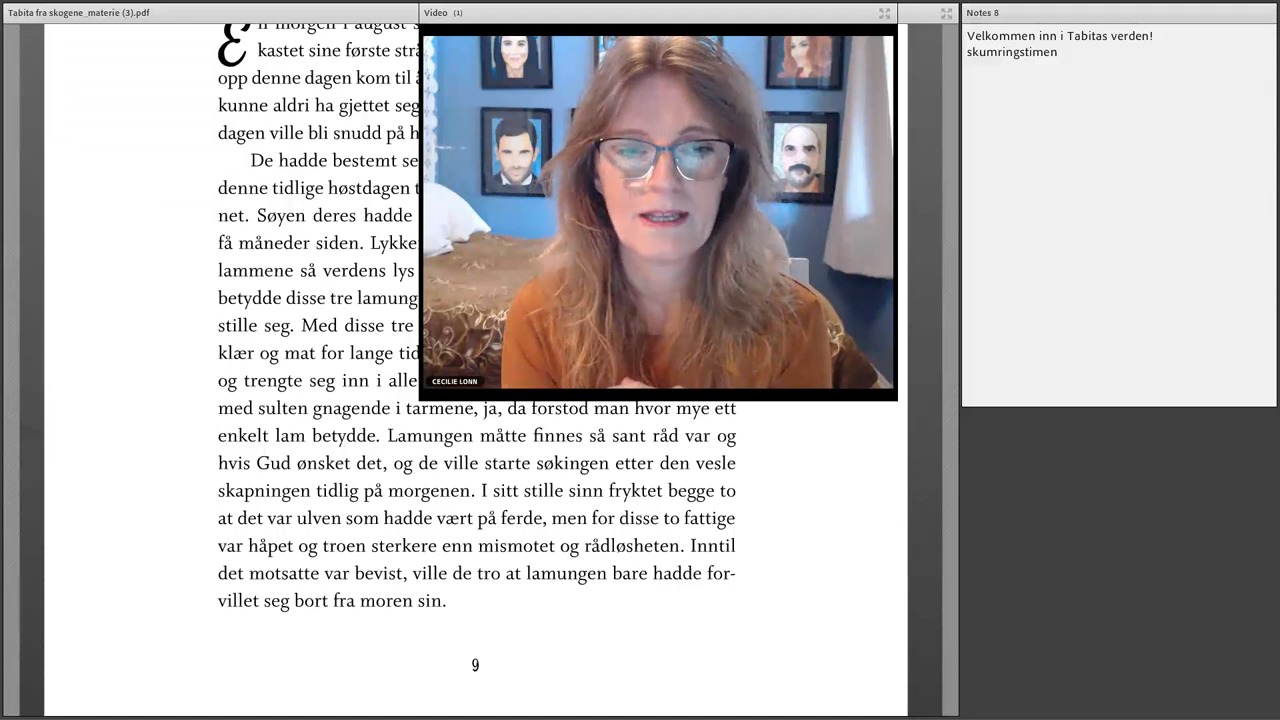 Tabita fra skogene_materie (3).pdf
Video (1)
Notes 8
Velkommen inn i Tabitas verden!
skumringstimen
En morgen i august
kastet sine første
opp denne dagen kom til
kunne aldri ha gjettet seg
dagen ville bli snudd på
De hadde bestemt
denne tidlige høstdagen
net. Søyen deres hadde
få måneder siden. Lykke
lammene så verdens lys
betydde disse tre lamung
stille seg. Med disse tre
klær og mat for lange tid
og trengte seg inn i alle
med sulten gnagende i tarmene, ja, da forstod man hvor mye ett
enkelt lam betydde. Lamungen måtte finnes så sant råd var og
hvis Gud ønsket det, og de ville starte søkingen etter den vesle
skapningen tidlig på morgenen. I sitt stille sinn fryktet begge to
at det var ulven som hadde vært på ferde, men for disse to fattige
var håpet og troen sterkere enn mismotet og rådløsheten. Inntil
det motsatte var bevist, ville de tro at lamungen bare hadde for-
villet seg bort fra moren sin.
9
CECILIE LONN